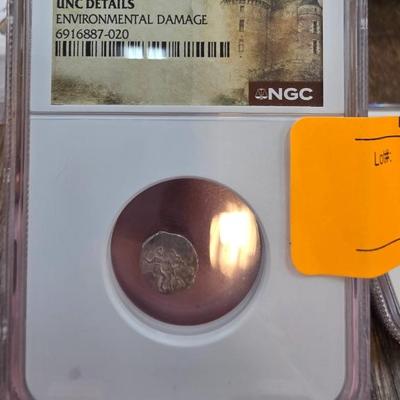 UNC DETAILS
ENVIRONMENTAL DAMAGE
6916887-020
NGC
Lot#: